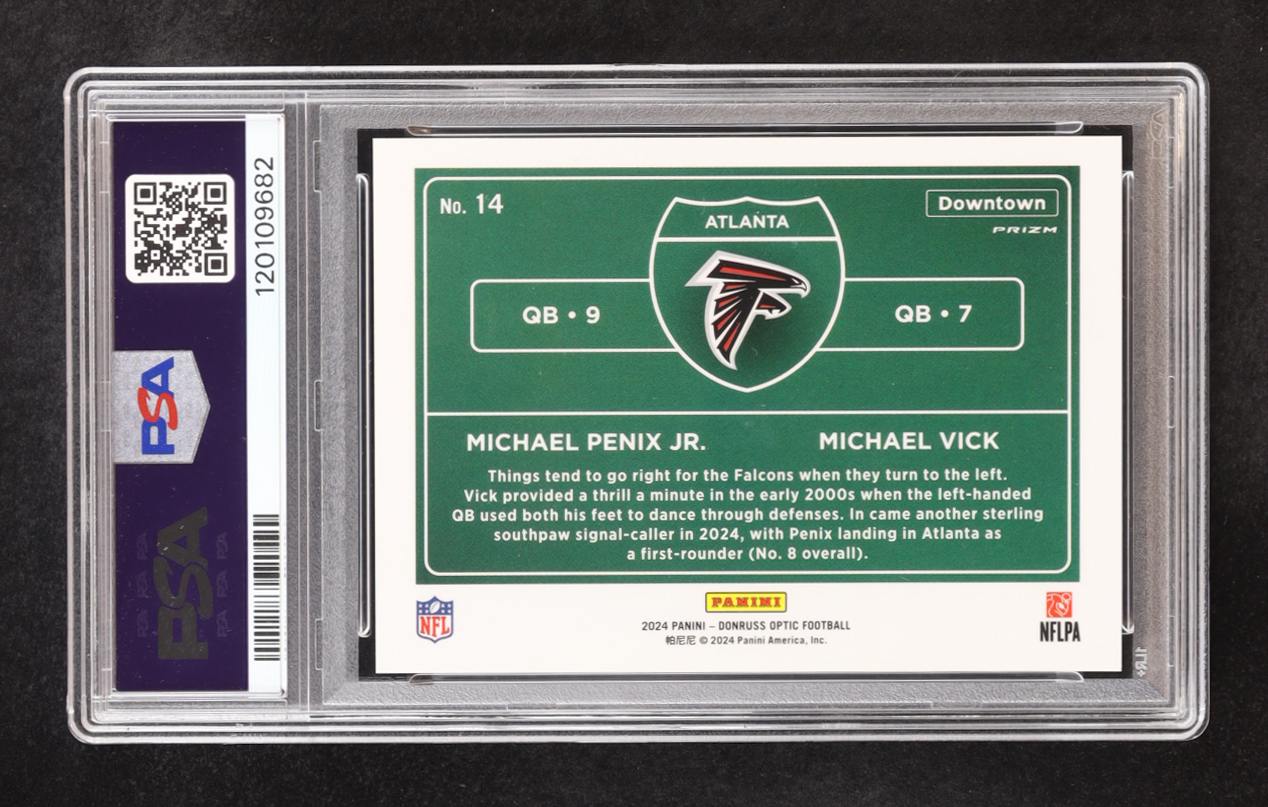 120109682
PSA
PSA
No. 14
ATLANTA
Downtown
PRIZM
QB • 9
QB • 7
MICHAEL PENIX JR.
MICHAEL VICK
Things tend to go right for the Falcons when they turn to the left.
Vick provided a thrill a minute in the early 2000s when the left-handed
QB used both his feet to dance through defenses. In came another sterling
southpaw signal-caller in 2024, with Penix landing in Atlanta as
a first-rounder (No. 8 overall).
NFL
PANINI
2024 PANINI – DONRUSS OPTIC FOOTBALL
帕尼尼 © 2024 Panini America, Inc.
NFLPA